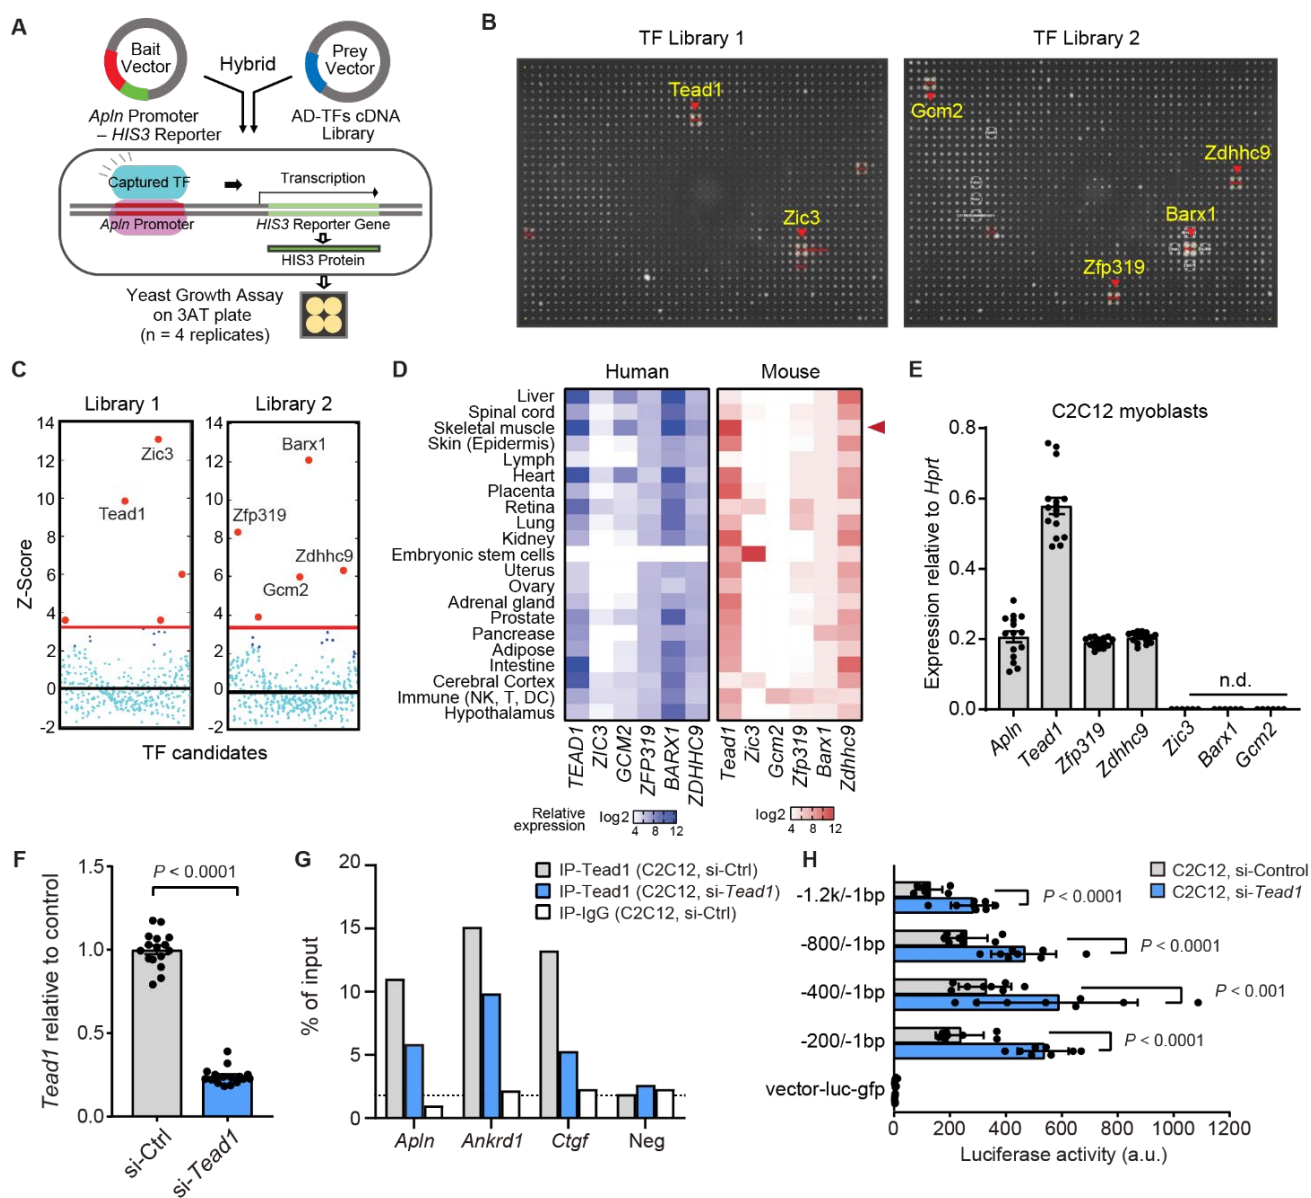 A
Bait
Vector
Hybrid
Prey
Vector
Apln Promoter
– HIS3 Reporter
AD-TFs cDNA
Library
Captured TF
Transcription
Apln Promoter
HIS3 Reporter Gene
HIS3 Protein
Yeast Growth Assay
on 3AT plate
(n = 4 replicates)
B
TF Library 1
TF Library 2
Tead1
Zic3
Gcm2
Zdhhc9
Barx1
Zfp319
C
Library 1
Library 2
Z-Score
14
12
10
8
6
4
2
0
-2
Zic3
Tead1
14
12
10
8
6
4
2
0
-2
Barx1
Zfp319
Zdhhc9
Gcm2
TF candidates
D
Human
Mouse
Liver
Spinal cord
Skeletal muscle
Skin (Epidermis)
Lymph
Heart
Placenta
Retina
Lung
Kidney
Embryonic stem cells
Uterus
Ovary
Adrenal gland
Prostate
Pancrease
Adipose
Intestine
Cerebral Cortex
Immune (NK, T, DC)
Hypothalamus
TEAD1
ZIC3
GCM2
ZFP319
BARX1
ZDHHC9
Tead1
Zic3
Gcm2
Zfp319
Barx1
Zdhhc9
Relative
expression
log2
4 8 12
log2
4 8 12
E
C2C12 myoblasts
Expression relative to Hprt
0.8
0.6
0.4
0.2
0.0
n.d.
Apln
Tead1
Zfp319
Zdhhc9
Zic3
Barx1
Gcm2
F
Tead1 relative to control
1.5
1.0
0.5
0.0
P < 0.0001
si-Ctrl
si-Tead1
G
% of input
20
15
10
5
0
IP-Tead1 (C2C12, si-Ctrl)
IP-Tead1 (C2C12, si-Tead1)
IP-IgG (C2C12, si-Ctrl)
Apln
Ankrd1
Ctgf
Neg
H
C2C12, si-Control
C2C12, si-Tead1
-1.2k/-1bp
P < 0.0001
-800/-1bp
P < 0.0001
-400/-1bp
P < 0.001
-200/-1bp
P < 0.0001
vector-luc-gfp
0 200 400 600 800 1000 1200
Luciferase activity (a.u.)